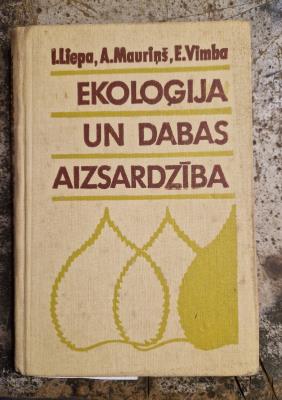 I.Liepa, A.Mauriņš, E.Vimba
EKOLOĢIJA
UN DABAS
AIZSARDZĪBA